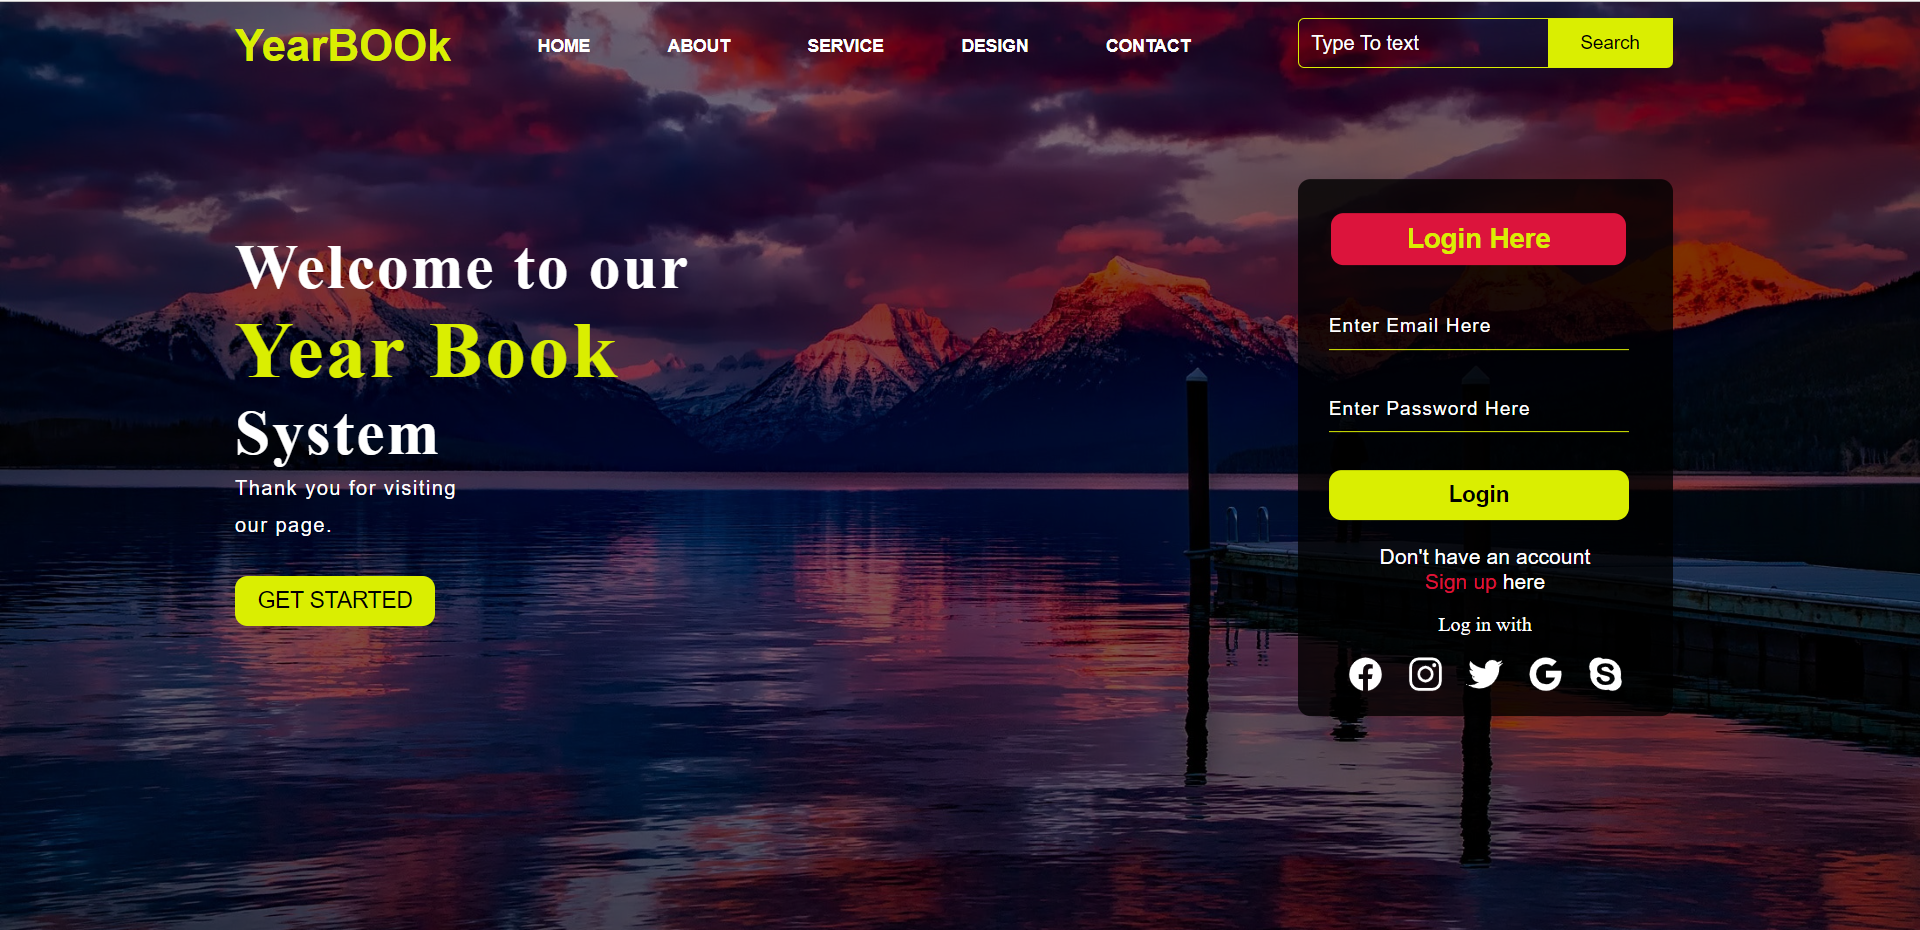 YearBOOk
HOME
ABOUT
SERVICE
DESIGN
CONTACT
Type To text
Search
Welcome to our
Year Book
System
Thank you for visiting
our page.
GET STARTED
Login Here
Enter Email Here
Enter Password Here
Login
Don't have an account
Sign up here
Log in with